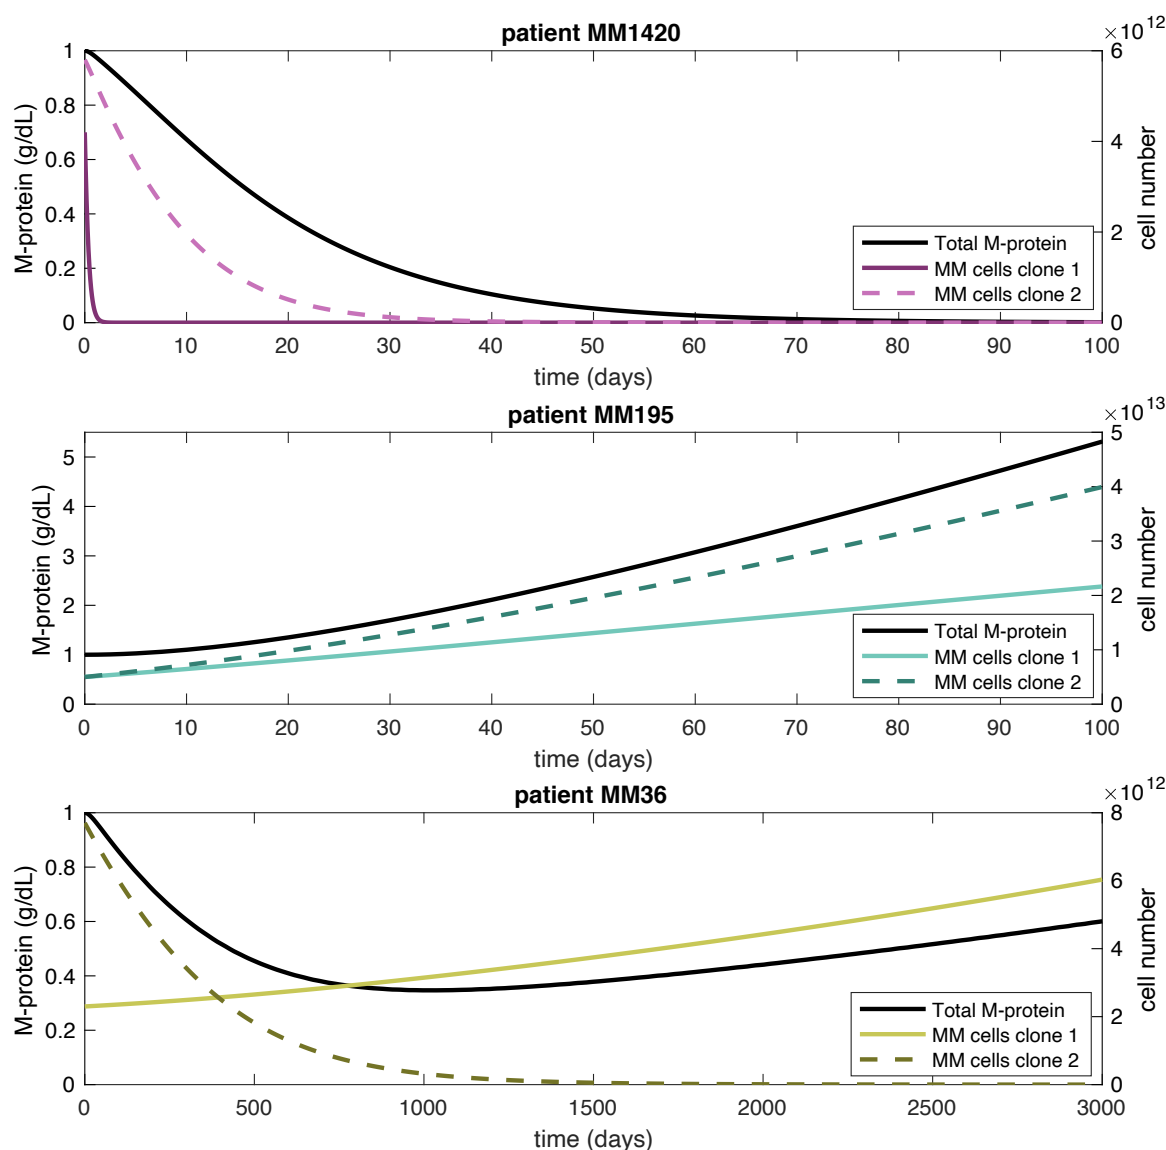 patient MM1420
×10^12
M-protein (g/dL)
1
0.8
0.6
0.4
0.2
0
6
4
2
0
cell number
Total M-protein
MM cells clone 1
MM cells clone 2
0 10 20 30 40 50 60 70 80 90 100
time (days)
patient MM195
×10^13
M-protein (g/dL)
5
4
3
2
1
0
5
4
3
2
1
0
cell number
Total M-protein
MM cells clone 1
MM cells clone 2
0 10 20 30 40 50 60 70 80 90 100
time (days)
patient MM36
×10^12
M-protein (g/dL)
1
0.8
0.6
0.4
0.2
0
8
6
4
2
0
cell number
Total M-protein
MM cells clone 1
MM cells clone 2
0 500 1000 1500 2000 2500 3000
time (days)